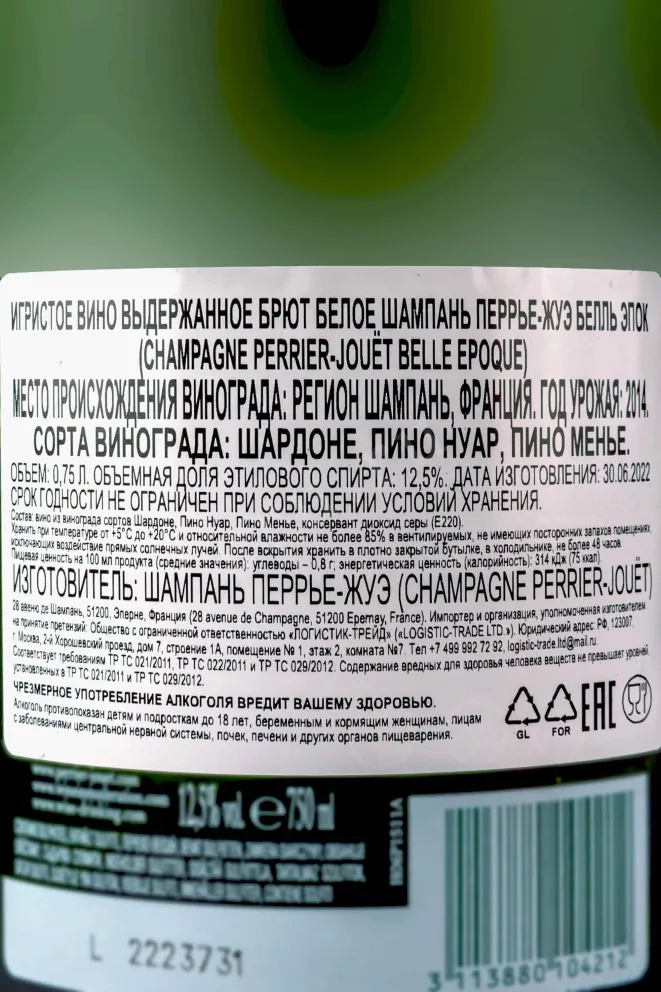 ИГРИСТОЕ ВИНО ВЫДЕРЖАННОЕ БРЮТ БЕЛОЕ ШАМПАНЬ ПЕРРЬЕ-ЖУЭ БЕЛЛЬ ЭПОК
(CHAMPAGNE PERRIER-JOUËT BELLE EPOQUE)
МЕСТО ПРОИСХОЖДЕНИЯ ВИНОГРАДА: РЕГИОН ШАМПАНЬ, ФРАНЦИЯ. ГОД УРОЖАЯ: 2014.
СОРТА ВИНОГРАДА: ШАРДОНЕ, ПИНО НУАР, ПИНО МЕНЬЕ.
ОБЪЕМ: 0,75 Л. ОБЪЕМНАЯ ДОЛЯ ЭТИЛОВОГО СПИРТА: 12,5%. ДАТА ИЗГОТОВЛЕНИЯ: 30.06.2022
СРОК ГОДНОСТИ НЕ ОГРАНИЧЕН ПРИ СОБЛЮДЕНИИ УСЛОВИЙ ХРАНЕНИЯ.
Состав: вино из винограда сортов Шардоне, Пино Нуар, Пино Менье, консервант диоксид серы (E220).
Хранить при температуре от +5°C до +20°C и относительной влажности не более 85% в вентилируемых, не имеющих посторонних запахов помещениях,
исключающих воздействие прямых солнечных лучей. После вскрытия хранить в плотно закрытой бутылке, в холодильнике, не более 48 часов.
Пищевая ценность на 100 мл продукта (средние значения): углеводы – 0,8 г; энергетическая ценность (калорийность): 314 кДж (75 ккал).
ИЗГОТОВИТЕЛЬ: ШАМПАНЬ ПЕРРЬЕ-ЖУЭ (CHAMPAGNE PERRIER-JOUËT)
28 авеню де Шампань, 51200, Эперне, Франция (28 avenue de Champagne, 51200 Epernay, France). Импортер и организация, уполномоченная изготовителем
на принятие претензий: Общество с ограниченной ответственностью «ЛОГИСТИК-ТРЕЙД» («LOGISTIC-TRADE LTD.»). Юридический адрес: РФ, 123007,
г. Москва, 2-й Хорошевский проезд, дом 7, строение 1А, помещение № 1, этаж 2, комната №7. Тел +7 499 992 72 92, logistic-trade.ltd@mail.ru
Соответствует требованиям ТР ТС 021/2011, ТР ТС 022/2011 и ТР ТС 029/2012. Содержание вредных для здоровья человека веществ не превышает уровней,
установленных в ТР ТС 021/2011 и ТР ТС 029/2012.
ЧРЕЗМЕРНОЕ УПОТРЕБЛЕНИЕ АЛКОГОЛЯ ВРЕДИТ ВАШЕМУ ЗДОРОВЬЮ.
Алкоголь противопоказан детям и подросткам до 18 лет, беременным и кормящим женщинам, лицам
с заболеваниями центральной нервной системы, почек, печени и других органов пищеварения.
GL FOR EAC
12,5% vol. e 750 ml
L 2223731
3 113880 104212